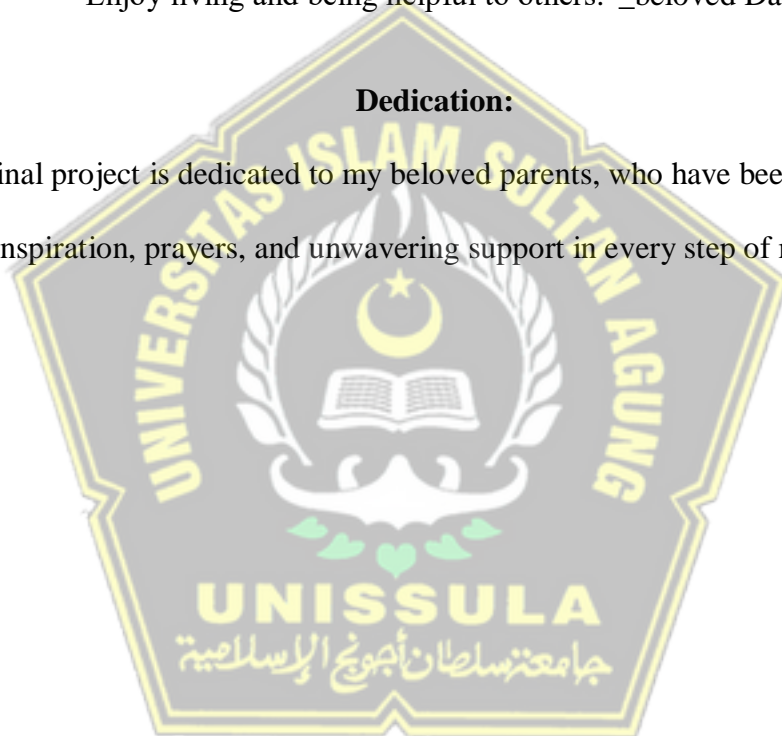 Enjoy living and being helpful to others. _beloved Da
Dedication:
inal project is dedicated to my beloved parents, who have bee
nspiration, prayers, and unwavering support in every step of
UNIVERSITAS ISLAM SULTAN AGUNG
UNISSULA
جامعة سلطان أجونج الإسلامية